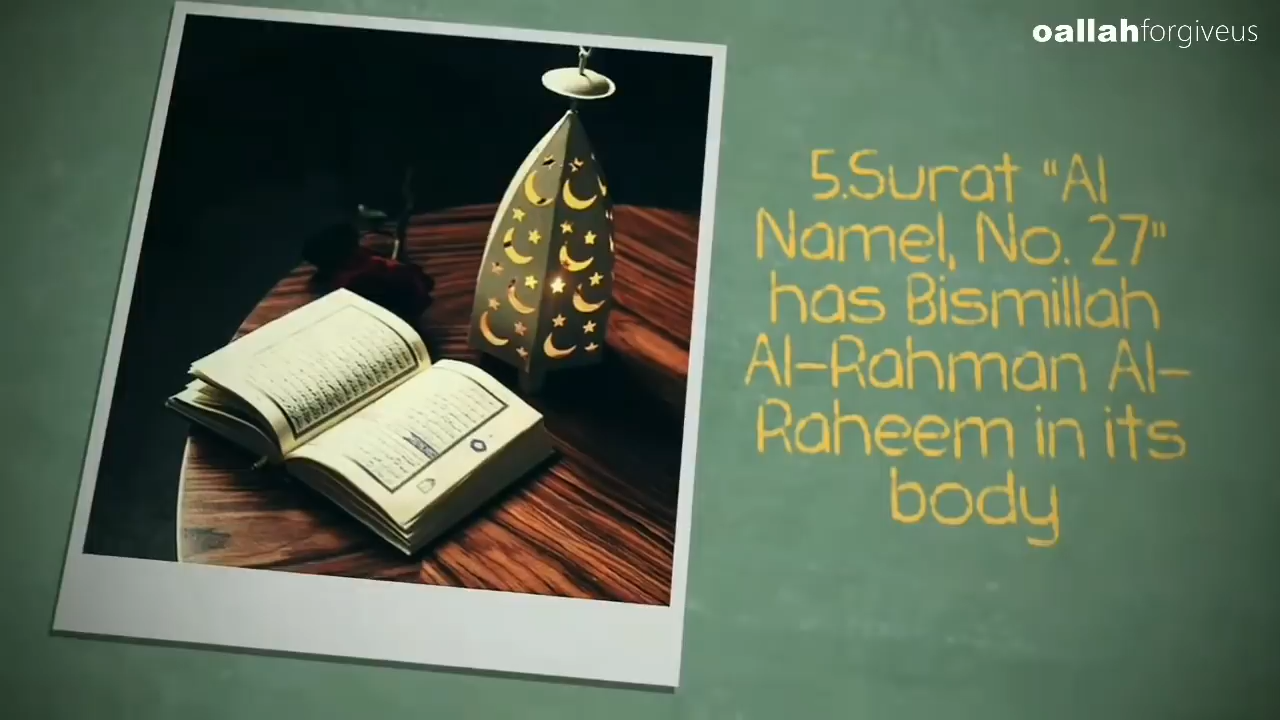 oallahforgiveus
5.Surat "Al
Namel, No. 27"
has Bismillah
Al-Rahman Al-
Raheem in its
body